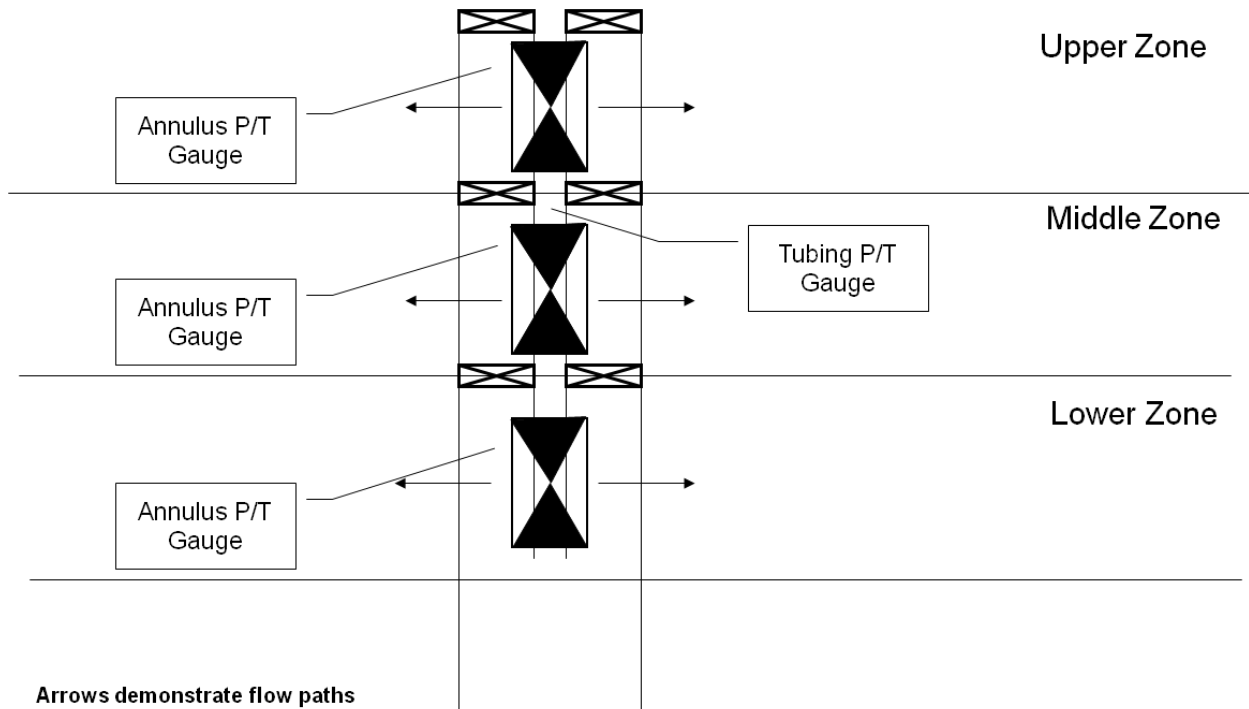 Upper Zone
Annulus P/T
Gauge
Middle Zone
Tubing P/T
Gauge
Annulus P/T
Gauge
Lower Zone
Annulus P/T
Gauge
Arrows demonstrate flow paths